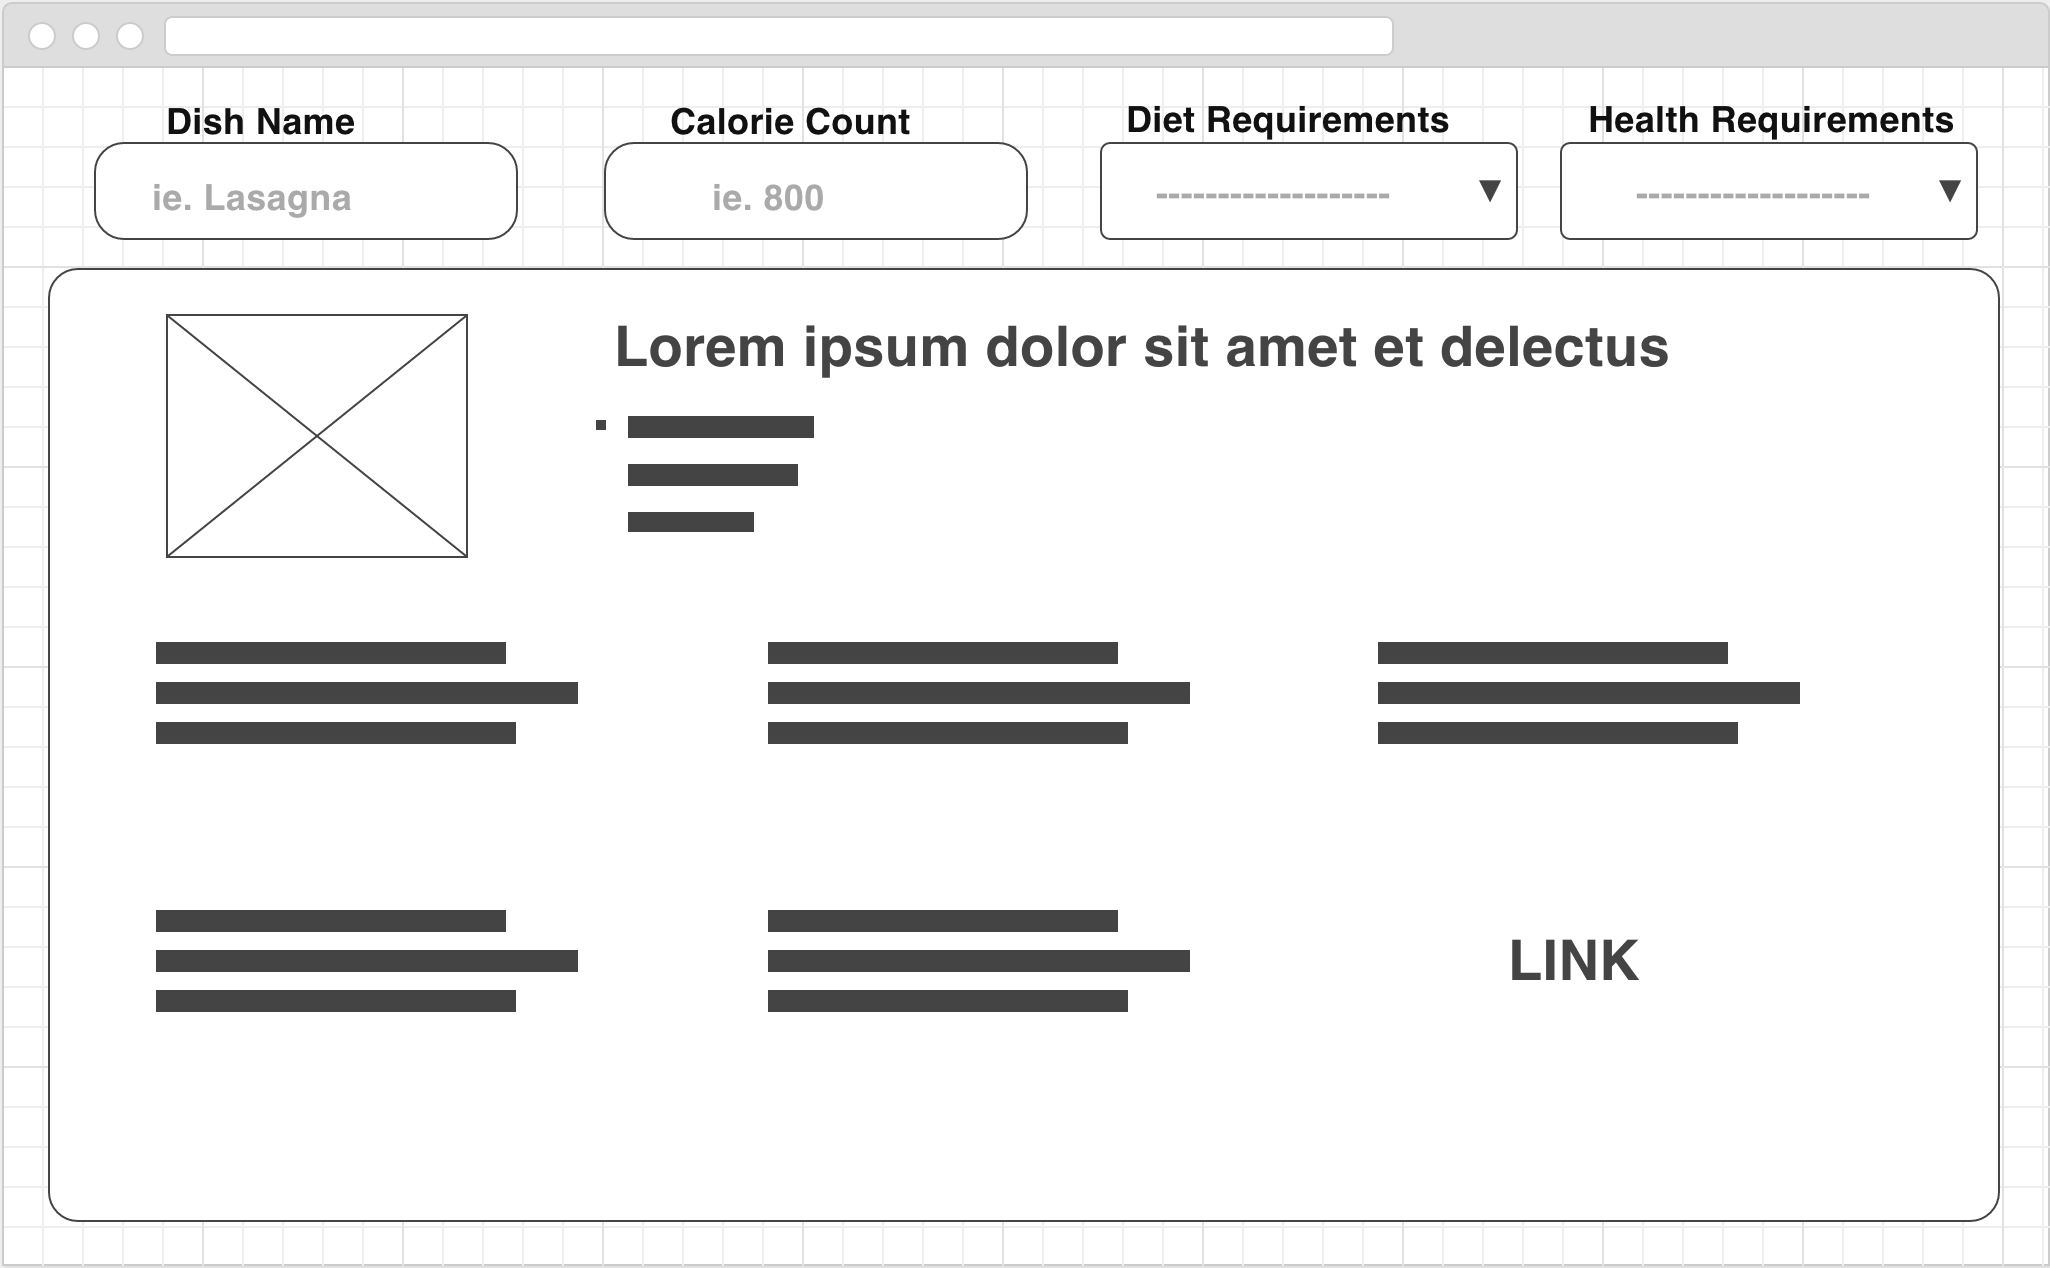 Dish Name
Calorie Count
Diet Requirements
Health Requirements
ie. Lasagna
ie. 800
-------------------
-------------------
Lorem ipsum dolor sit amet et delectus
LINK